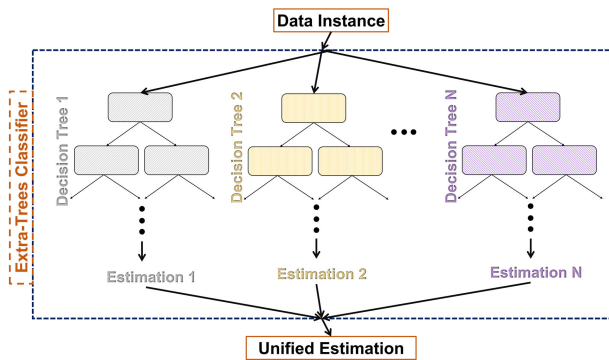 Data Instance
Extra-Trees Classifier
Decision Tree 1
Decision Tree 2
Decision Tree N
Estimation 1
Estimation 2
Estimation N
Unified Estimation